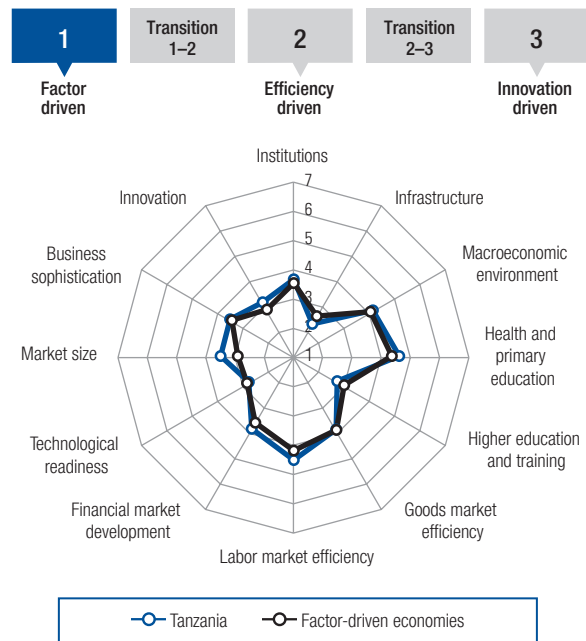 1
Transition
1–2
2
Transition
2–3
3
Factor
driven
Efficiency
driven
Innovation
driven
Institutions
Innovation
7
Infrastructure
6
5
Business
sophistication
Macroeconomic
environment
4
3
2
Market size
1
Health and
primary
education
Technological
readiness
Higher education
and training
Financial market
development
Goods market
efficiency
Labor market efficiency
Tanzania
Factor-driven economies